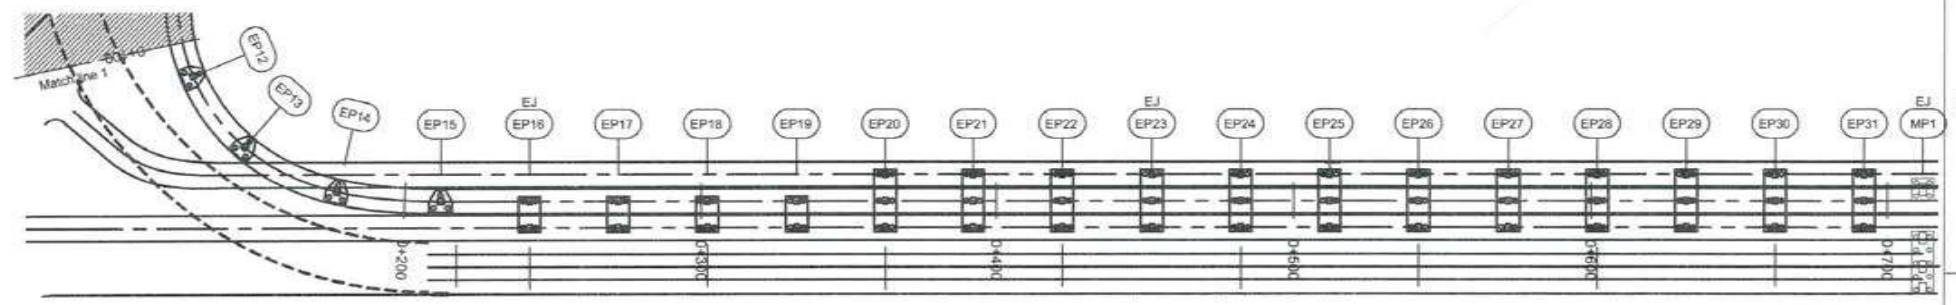 Matchline 1
EP12
EP13
EP14
EP15
EJ
EP16
EP17
EP18
EP19
EP20
EP21
EP22
EJ
EP23
EP24
EP25
EP26
EP27
EP28
EP29
EP30
EP31
EJ
MP1
0+200
0+300
0+400
0+500
0+600
0+700